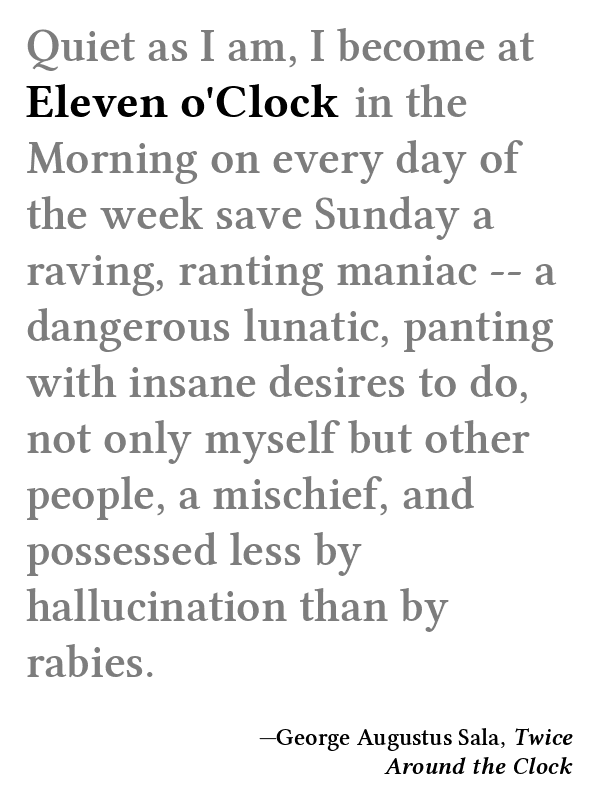 Quiet as I am, I become at
Eleven o'Clock in the
Morning on every day of
the week save Sunday a
raving, ranting maniac -- a
dangerous lunatic, panting
with insane desires to do,
not only myself but other
people, a mischief, and
possessed less by
hallucination than by
rabies.
—George Augustus Sala, Twice
Around the Clock